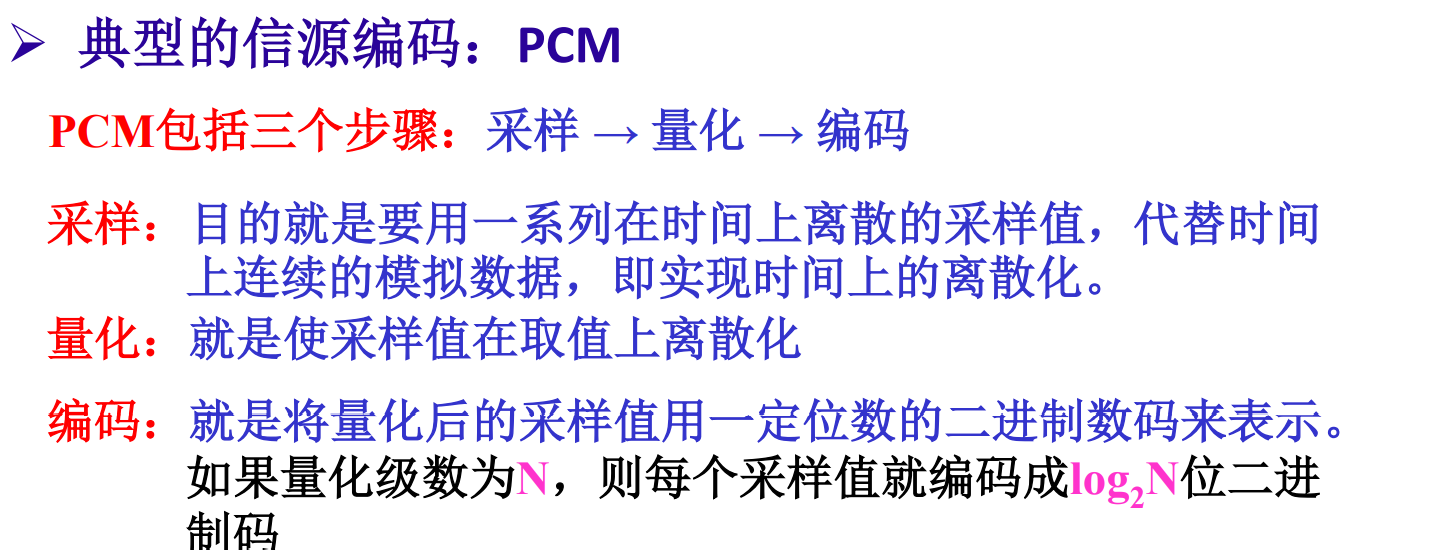 ➢ 典型的信源编码：PCM
PCM包括三个步骤：采样 → 量化 → 编码
采样：目的就是要用一系列在时间上离散的采样值，代替时间
上连续的模拟数据，即实现时间上的离散化。
量化：就是使采样值在取值上离散化
编码：就是将量化后的采样值用一定位数的二进制数码来表示。
如果量化级数为N，则每个采样值就编码成log₂N位二进
制码